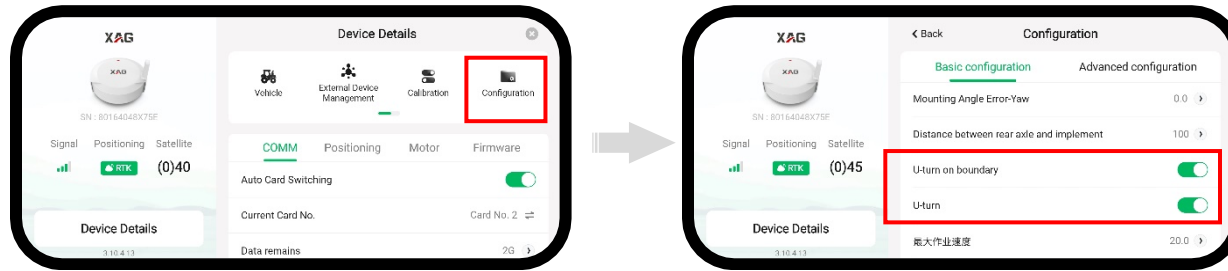 XAG
XAG
SN : 80164048X75E
Signal Positioning Satellite
RTK (0)40
Device Details
3.10.4.13
Device Details
Vehicle
External Device
Management
Calibration
Configuration
COMM Positioning Motor Firmware
Auto Card Switching
Current Card No. Card No. 2
Data remains 2G
XAG
XAG
SN : 80164048X75E
Signal Positioning Satellite
RTK (0)45
Device Details
3.10.4.13
Back Configuration
Basic configuration Advanced configuration
Mounting Angle Error-Yaw 0.0
Distance between rear axle and implement 100
U-turn on boundary
U-turn
最大作业速度 20.0